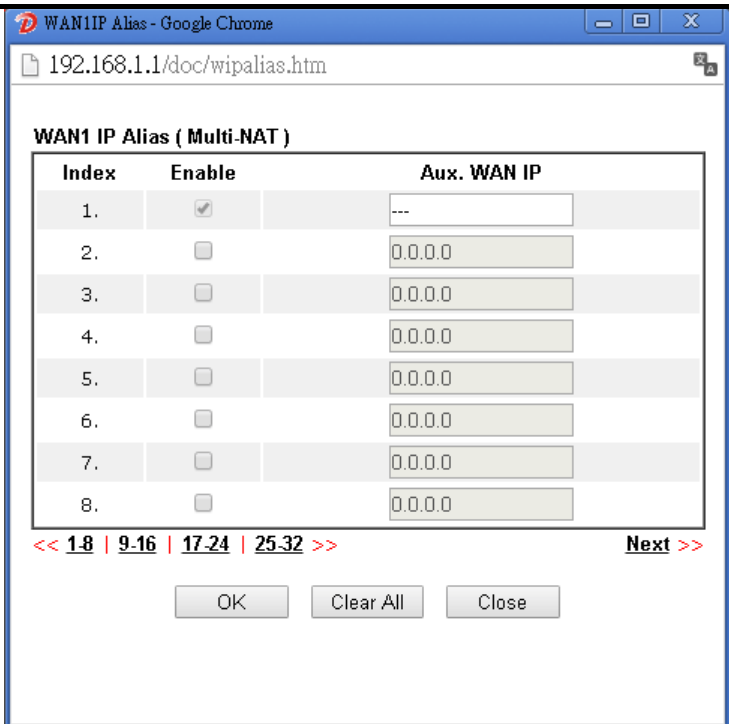 WAN1IP Alias - Google Chrome
192.168.1.1/doc/wipalias.htm
WAN1 IP Alias ( Multi-NAT )
Index Enable Aux. WAN IP
1. ---
2. 0.0.0.0
3. 0.0.0.0
4. 0.0.0.0
5. 0.0.0.0
6. 0.0.0.0
7. 0.0.0.0
8. 0.0.0.0
<< 1-8 | 9-16 | 17-24 | 25-32 >> Next >>
OK Clear All Close